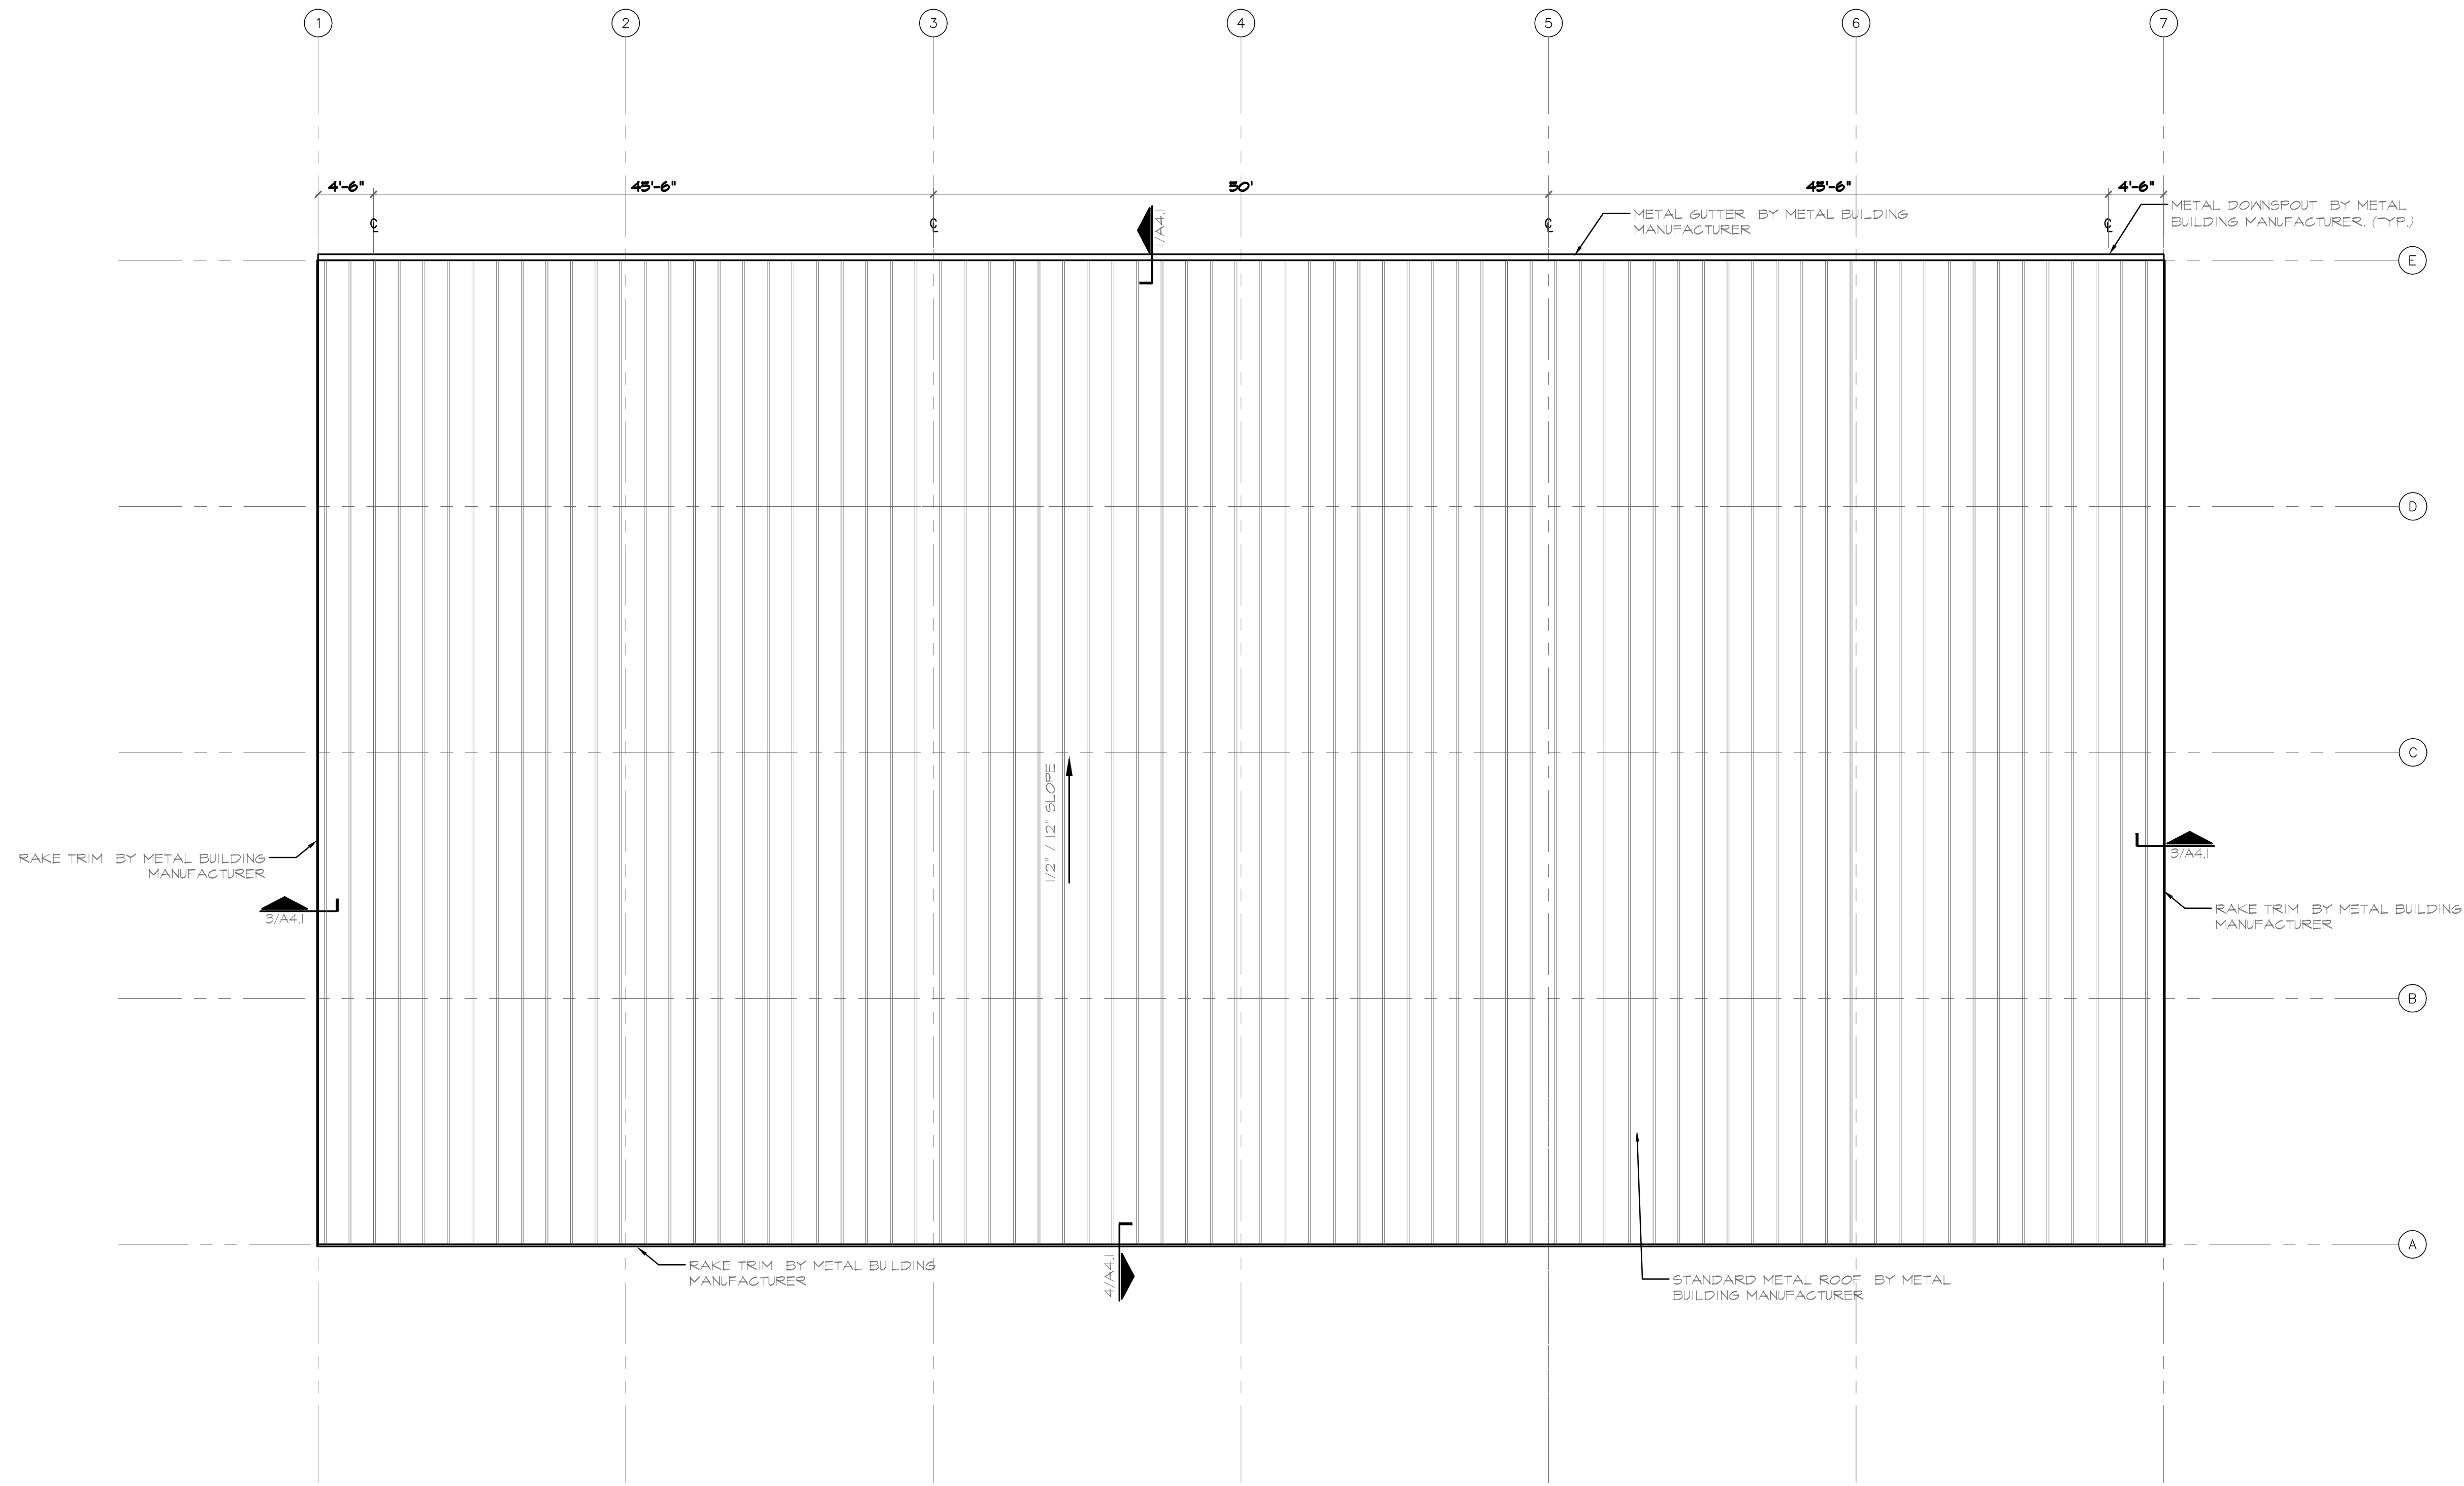 1
2
3
4
5
6
7
4'-6"
45'-6"
50'
45'-6"
4'-6"
℄
℄
℄
℄
1/A4.1
METAL GUTTER BY METAL BUILDING
MANUFACTURER
METAL DOWNSPOUT BY METAL
BUILDING MANUFACTURER. (TYP.)
E
D
C
1/2" / 12" SLOPE
RAKE TRIM BY METAL BUILDING
MANUFACTURER
3/A4.1
3/A4.1
RAKE TRIM BY METAL BUILDING
MANUFACTURER
B
A
RAKE TRIM BY METAL BUILDING
MANUFACTURER
4/A4.1
STANDARD METAL ROOF BY METAL
BUILDING MANUFACTURER